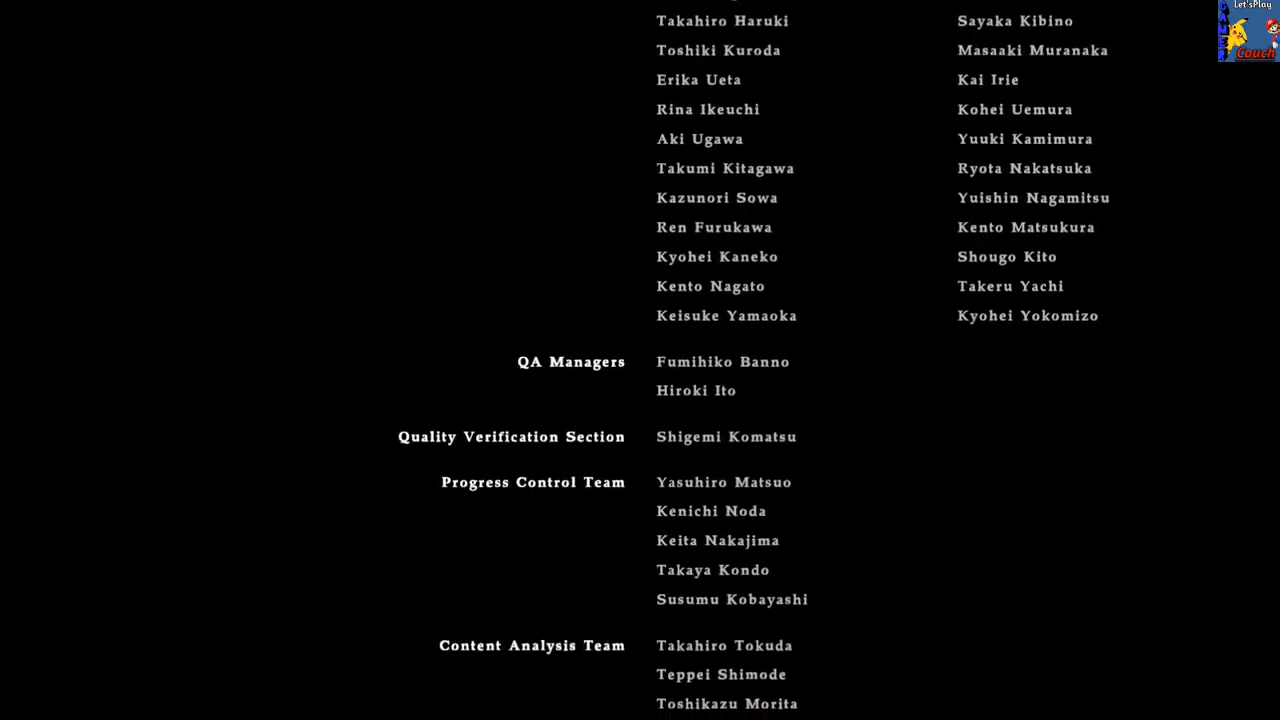 Let'sPlay
GAMER
Couch
Takahiro Haruki Sayaka Kibino
Toshiki Kuroda Masaaki Muranaka
Erika Ueta Kai Irie
Rina Ikeuchi Kohei Uemura
Aki Ugawa Yuuki Kamimura
Takumi Kitagawa Ryota Nakatsuka
Kazunori Sowa Yuishin Nagamitsu
Ren Furukawa Kento Matsukura
Kyohei Kaneko Shougo Kito
Kento Nagato Takeru Yachi
Keisuke Yamaoka Kyohei Yokomizo
QA Managers Fumihiko Banno
Hiroki Ito
Quality Verification Section Shigemi Komatsu
Progress Control Team Yasuhiro Matsuo
Kenichi Noda
Keita Nakajima
Takaya Kondo
Susumu Kobayashi
Content Analysis Team Takahiro Tokuda
Teppei Shimode
Toshikazu Morita